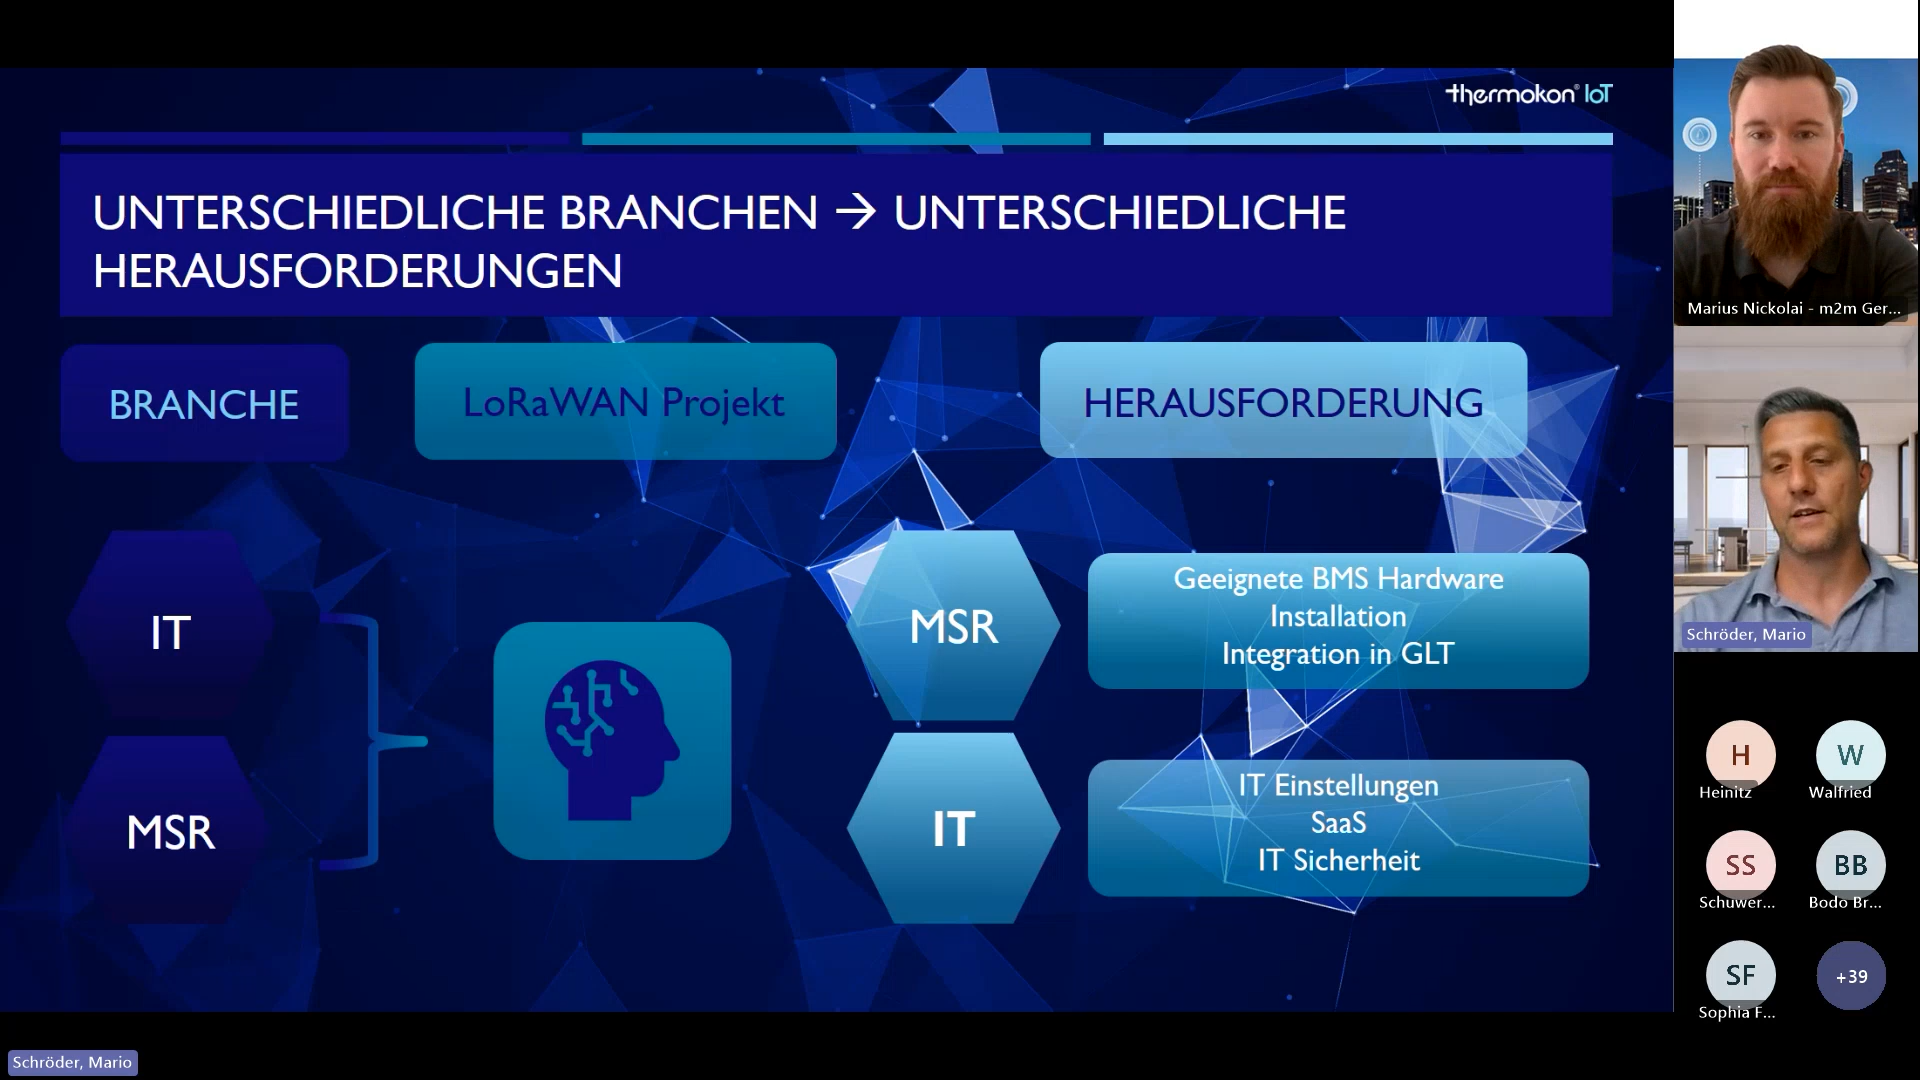 thermokon® IoT
UNTERSCHIEDLICHE BRANCHEN → UNTERSCHIEDLICHE
HERAUSFORDERUNGEN
BRANCHE
LoRaWAN Projekt
HERAUSFORDERUNG
IT
MSR
MSR
Geeignete BMS Hardware
Installation
Integration in GLT
IT
IT Einstellungen
SaaS
IT Sicherheit
Marius Nickolai - m2m Ger...
Schröder, Mario
H
Heinitz
W
Walfried
SS
Schuwer...
BB
Bodo Br...
SF
Sophia F...
+39
Schröder, Mario